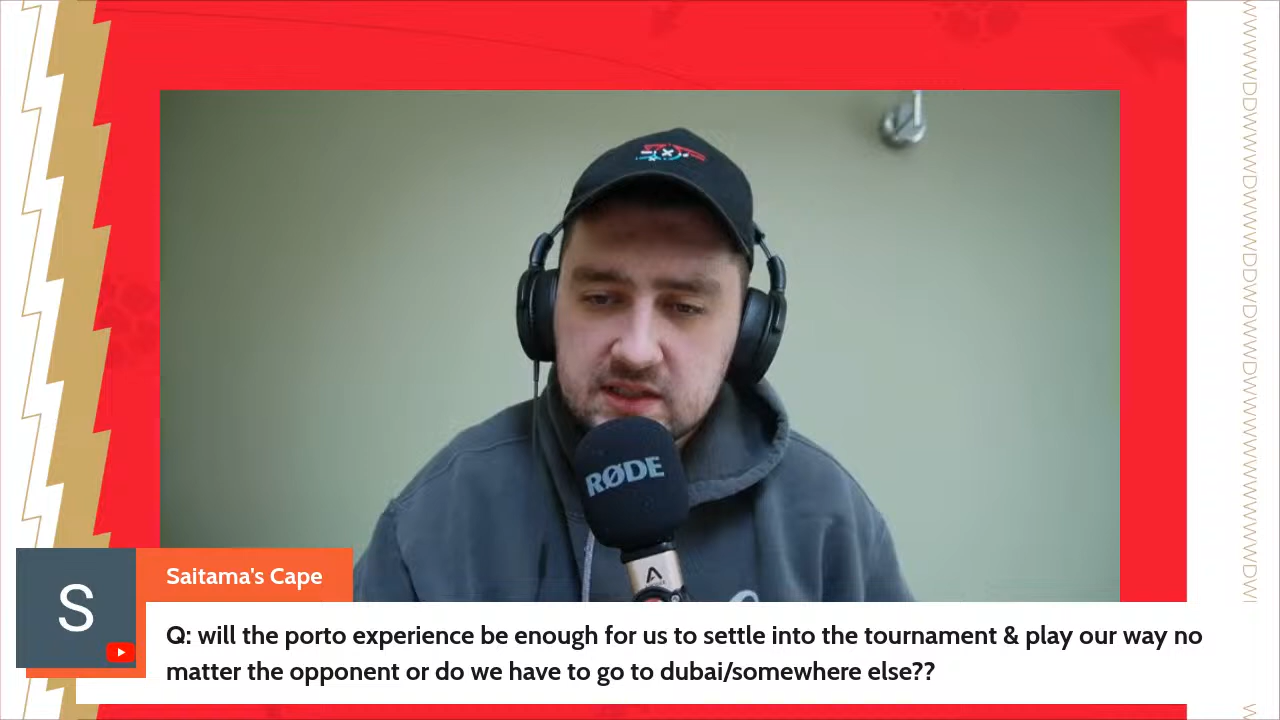 RØDE
S
Saitama's Cape
Q: will the porto experience be enough for us to settle into the tournament & play our way no
matter the opponent or do we have to go to dubai/somewhere else??